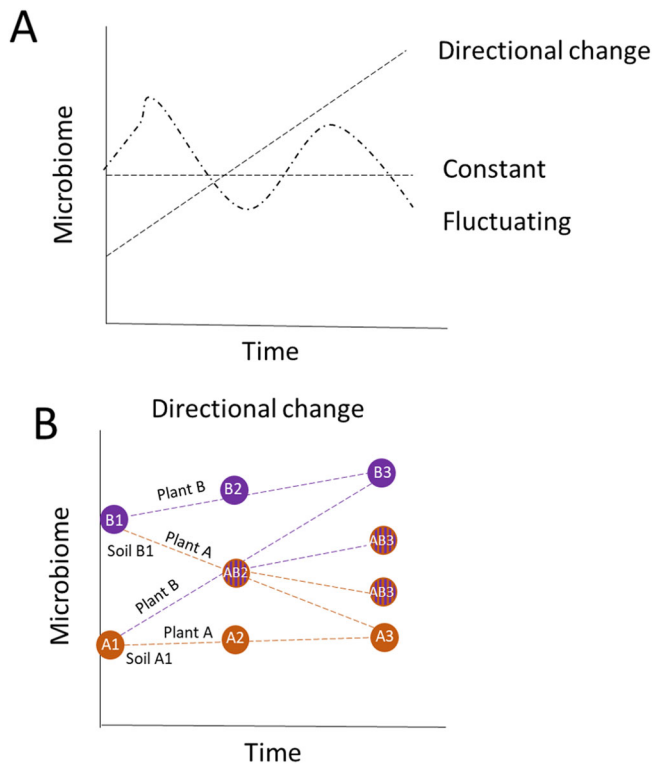 A
Directional change
Microbiome
Constant
Fluctuating
Time
B
Directional change
Microbiome
B1
Plant B
B2
B3
Soil B1
Plant A
AB2
AB3
Plant B
AB3
A1
Plant A
A2
A3
Soil A1
Time